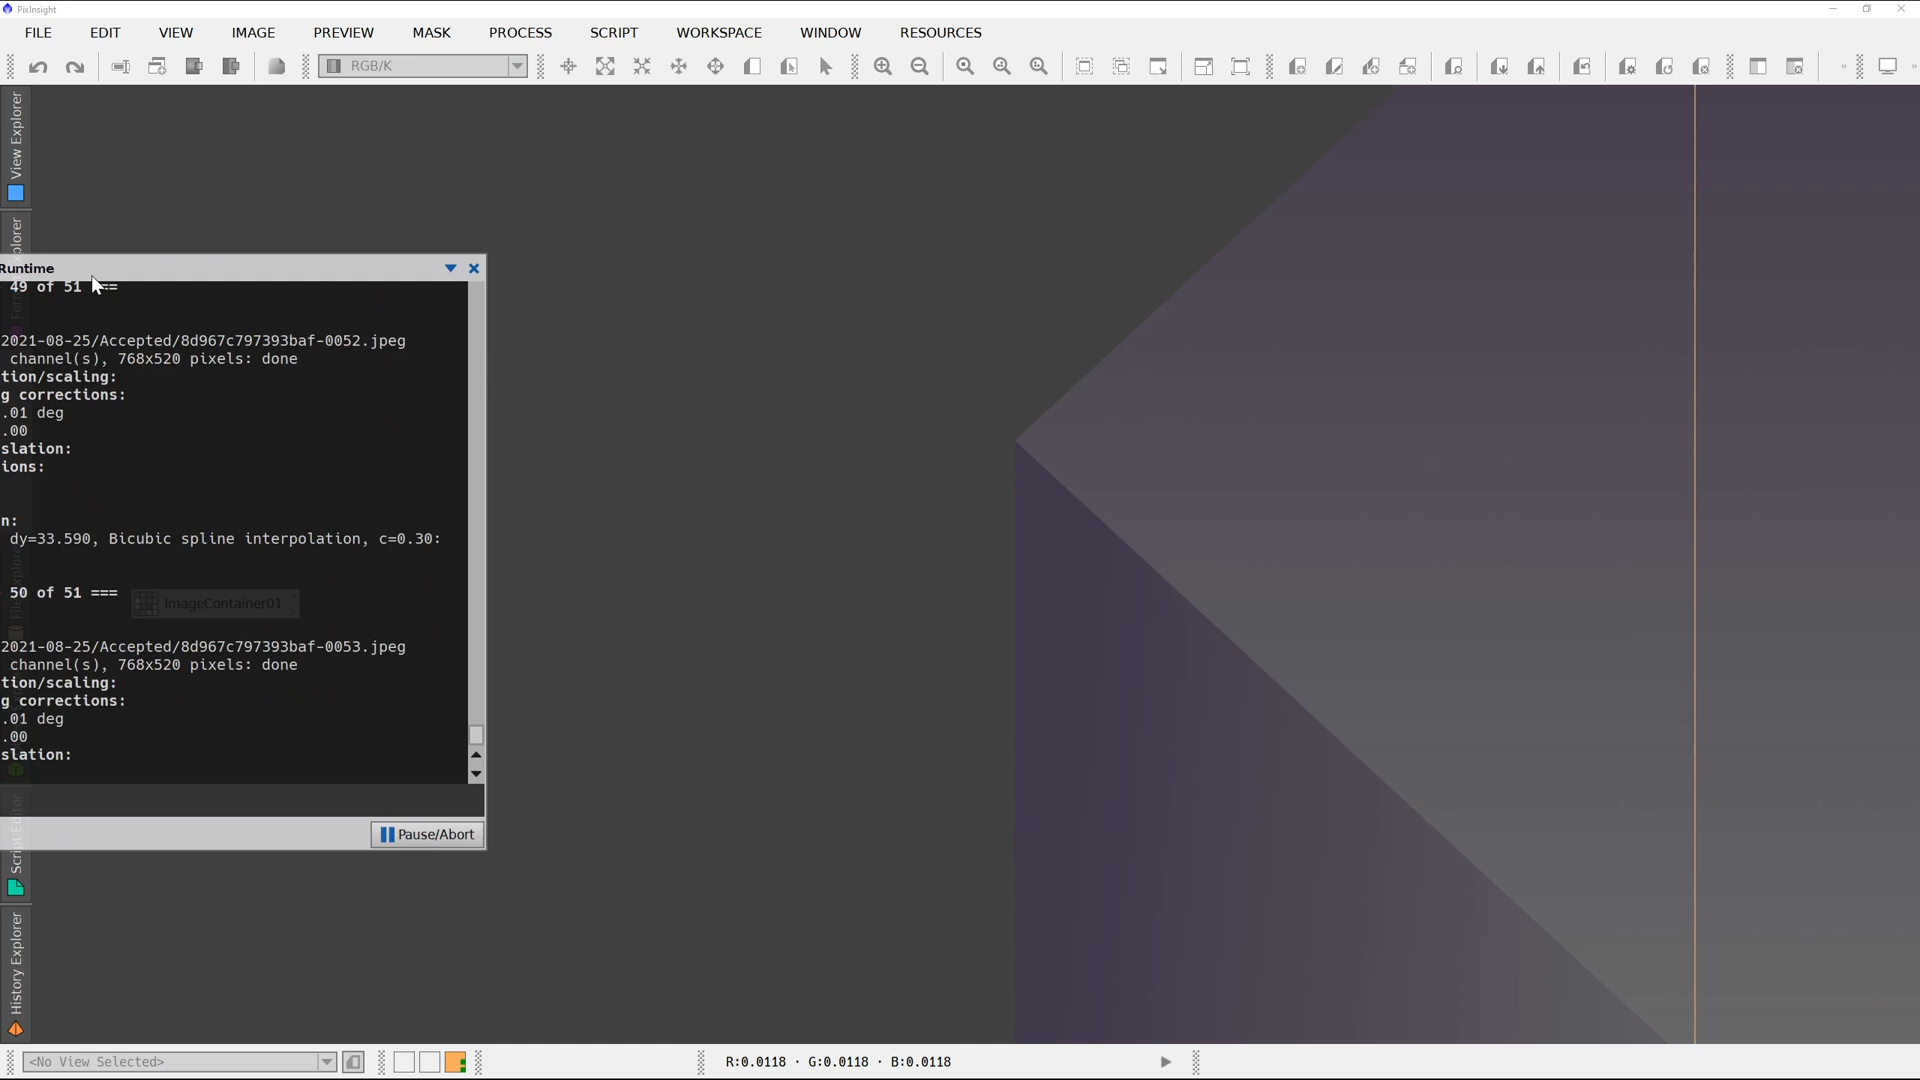 PixInsight
FILE EDIT VIEW IMAGE PREVIEW MASK PROCESS SCRIPT WORKSPACE WINDOW RESOURCES
RGB/K
View Explorer
Runtime
49 of 51 ===
2021-08-25/Accepted/8d967c797393baf-0052.jpeg
channel(s), 768x520 pixels: done
tion/scaling:
g corrections:
.01 deg
.00
slation:
ions:
n:
dy=33.590, Bicubic spline interpolation, c=0.30:
50 of 51 ===
ImageContainer01
2021-08-25/Accepted/8d967c797393baf-0053.jpeg
channel(s), 768x520 pixels: done
tion/scaling:
g corrections:
.01 deg
.00
slation:
Pause/Abort
Script Editor
History Explorer
<No View Selected>
R:0.0118 · G:0.0118 · B:0.0118